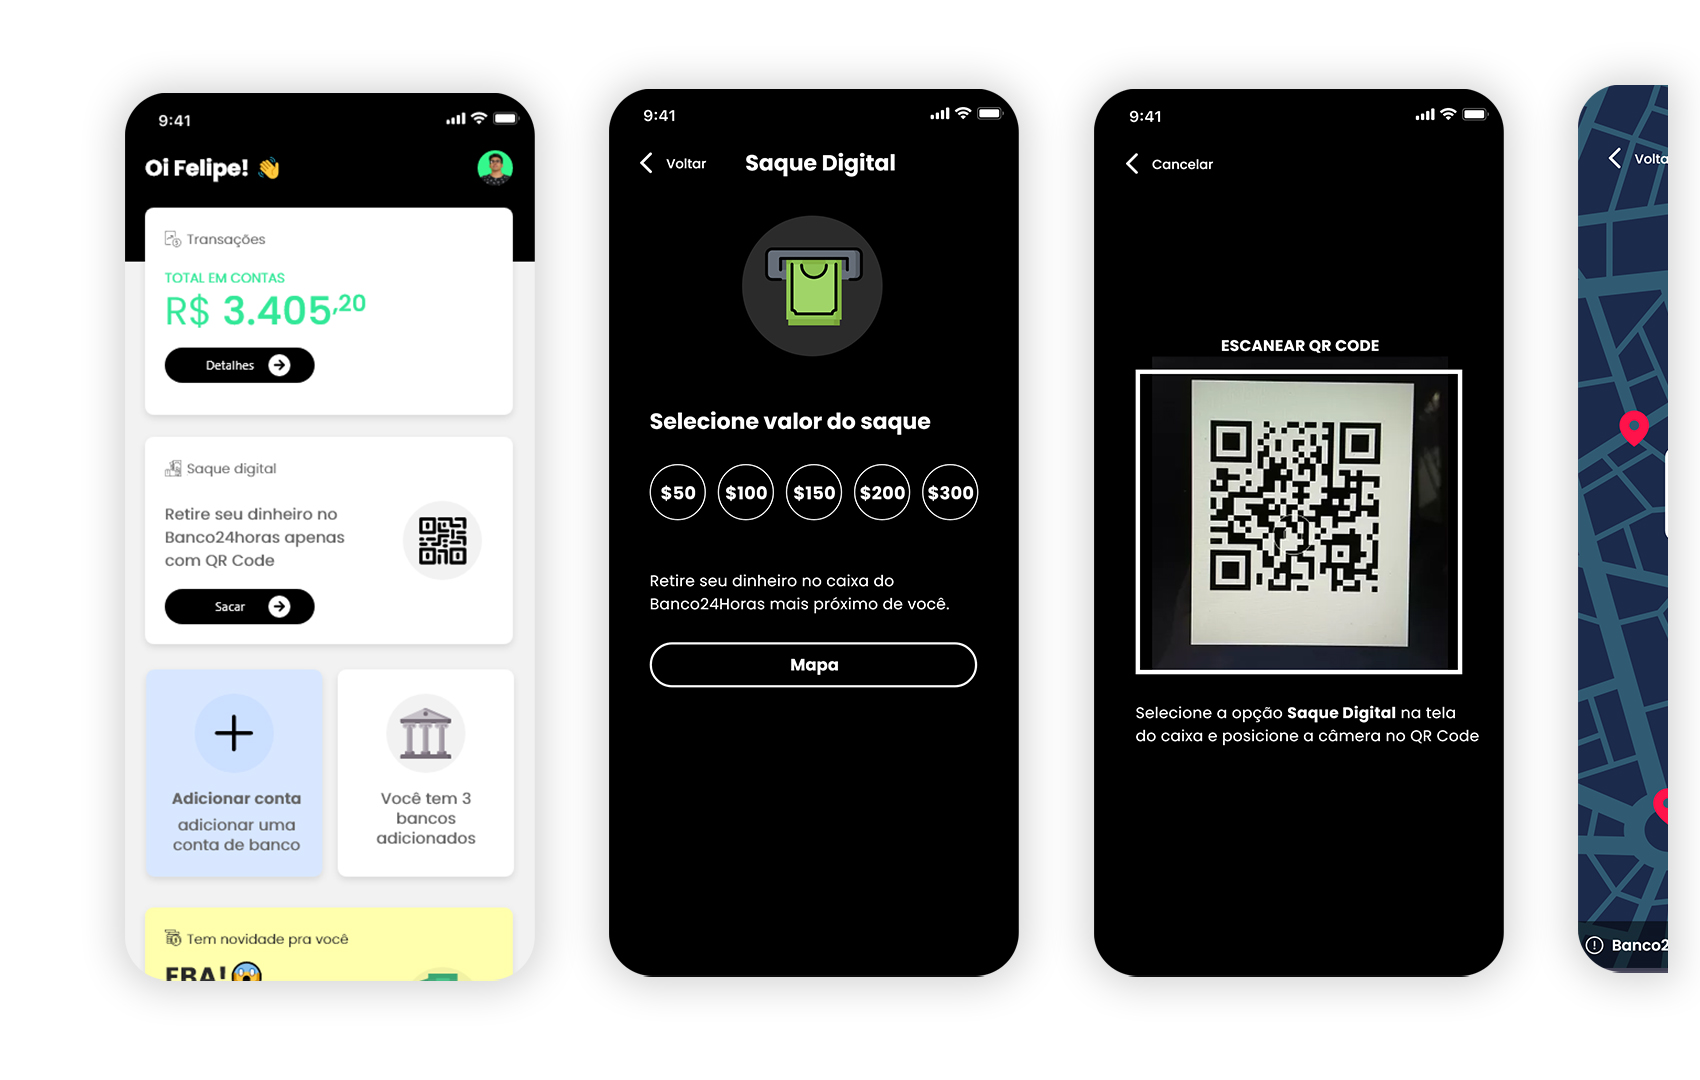 9:41
Oi Felipe! 👋
Transações
TOTAL EM CONTAS
R$ 3.405,20
Detalhes
Saque digital
Retire seu dinheiro no
Banco24horas apenas
com QR Code
Sacar
Adicionar conta
adicionar uma
conta de banco
Você tem 3
bancos
adicionados
Tem novidade pra você
EBA! 😱
9:41
Voltar
Saque Digital
Selecione valor do saque
$50 $100 $150 $200 $300
Retire seu dinheiro no caixa do
Banco24Horas mais próximo de você.
Mapa
9:41
Cancelar
ESCANEAR QR CODE
Selecione a opção Saque Digital na tela
do caixa e posicione a câmera no QR Code
Volta
Banco2